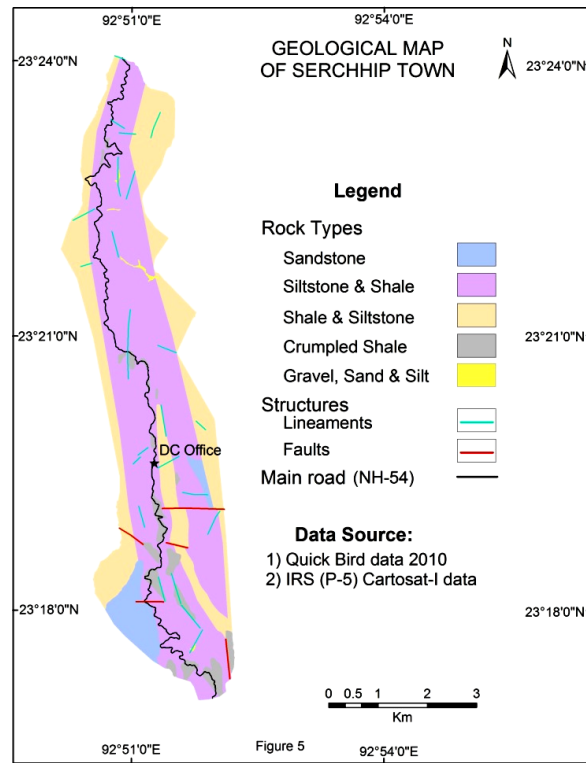 92°51'0"E
92°54'0"E
GEOLOGICAL MAP
OF SERCHHIP TOWN
N
23°24'0"N
23°24'0"N
Legend
Rock Types
Sandstone
Siltstone & Shale
Shale & Siltstone
Crumpled Shale
Gravel, Sand & Silt
Structures
Lineaments
Faults
Main road (NH-54)
23°21'0"N
23°21'0"N
DC Office
Data Source:
1) Quick Bird data 2010
2) IRS (P-5) Cartosat-I data
23°18'0"N
23°18'0"N
0 0.5 1 2 3
Km
92°51'0"E
Figure 5
92°54'0"E